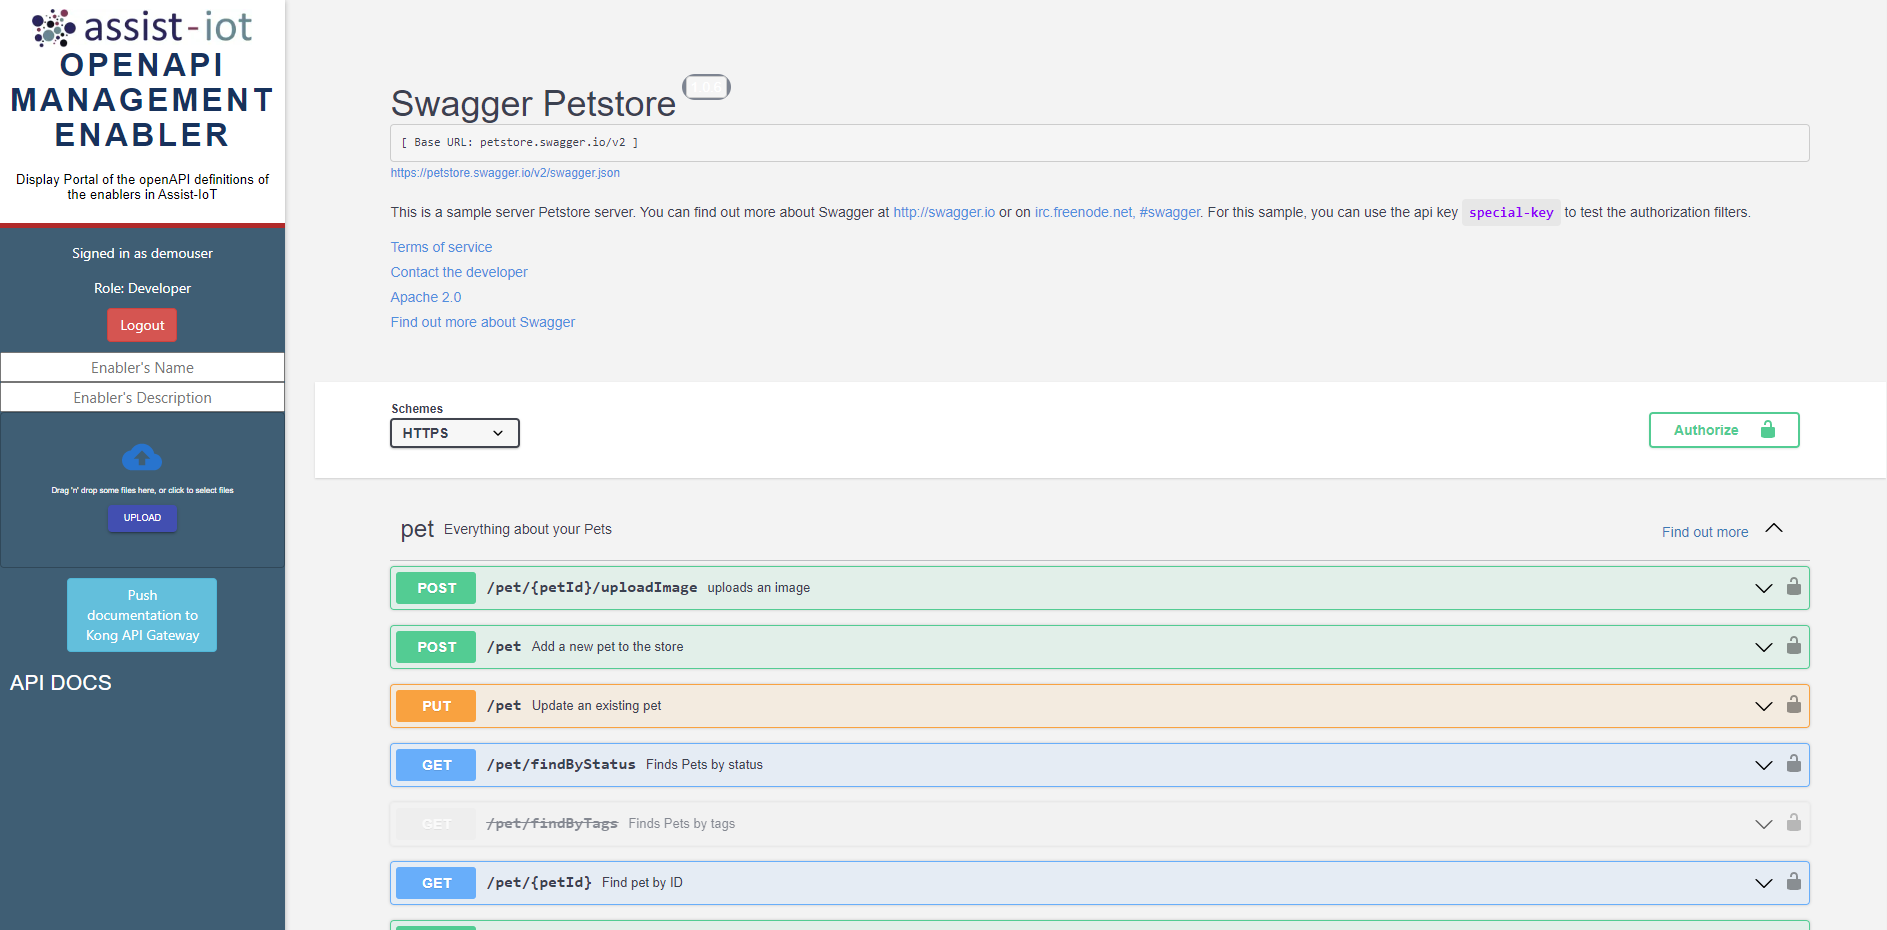 assist-iot
OPENAPI
MANAGEMENT
ENABLER
Display Portal of the openAPI definitions of
the enablers in Assist-IoT
Signed in as demouser
Role: Developer
Logout
Enabler's Name
Enabler's Description
Drag 'n' drop some files here, or click to select files
UPLOAD
Push
documentation to
Kong API Gateway
API DOCS
Swagger Petstore 1.0.6
[ Base URL: petstore.swagger.io/v2 ]
https://petstore.swagger.io/v2/swagger.json
This is a sample server Petstore server. You can find out more about Swagger at http://swagger.io or on irc.freenode.net, #swagger. For this sample, you can use the api key special-key to test the authorization filters.
Terms of service
Contact the developer
Apache 2.0
Find out more about Swagger
Schemes
HTTPS
Authorize
pet Everything about your Pets Find out more
POST /pet/{petId}/uploadImage uploads an image
POST /pet Add a new pet to the store
PUT /pet Update an existing pet
GET /pet/findByStatus Finds Pets by status
GET /pet/findByTags Finds Pets by tags
GET /pet/{petId} Find pet by ID